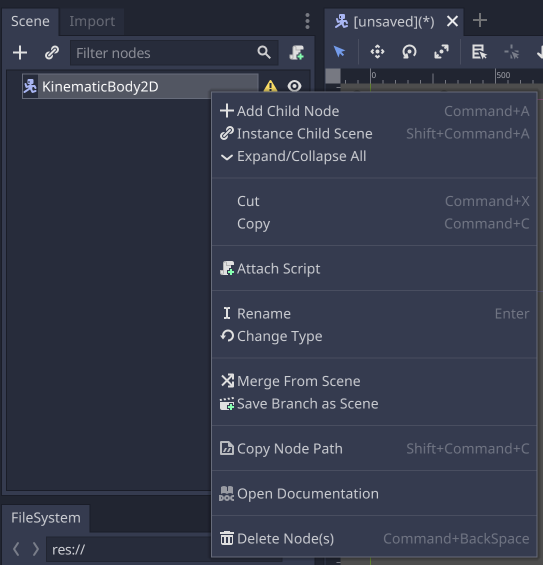 Scene Import
[unsaved](*)
Filter nodes
0 500
KinematicBody2D
Add Child Node Command+A
Instance Child Scene Shift+Command+A
Expand/Collapse All
Cut Command+X
Copy Command+C
Attach Script
Rename Enter
Change Type
Merge From Scene
Save Branch as Scene
Copy Node Path Shift+Command+C
DOC Open Documentation
Delete Node(s) Command+BackSpace
FileSystem
res://